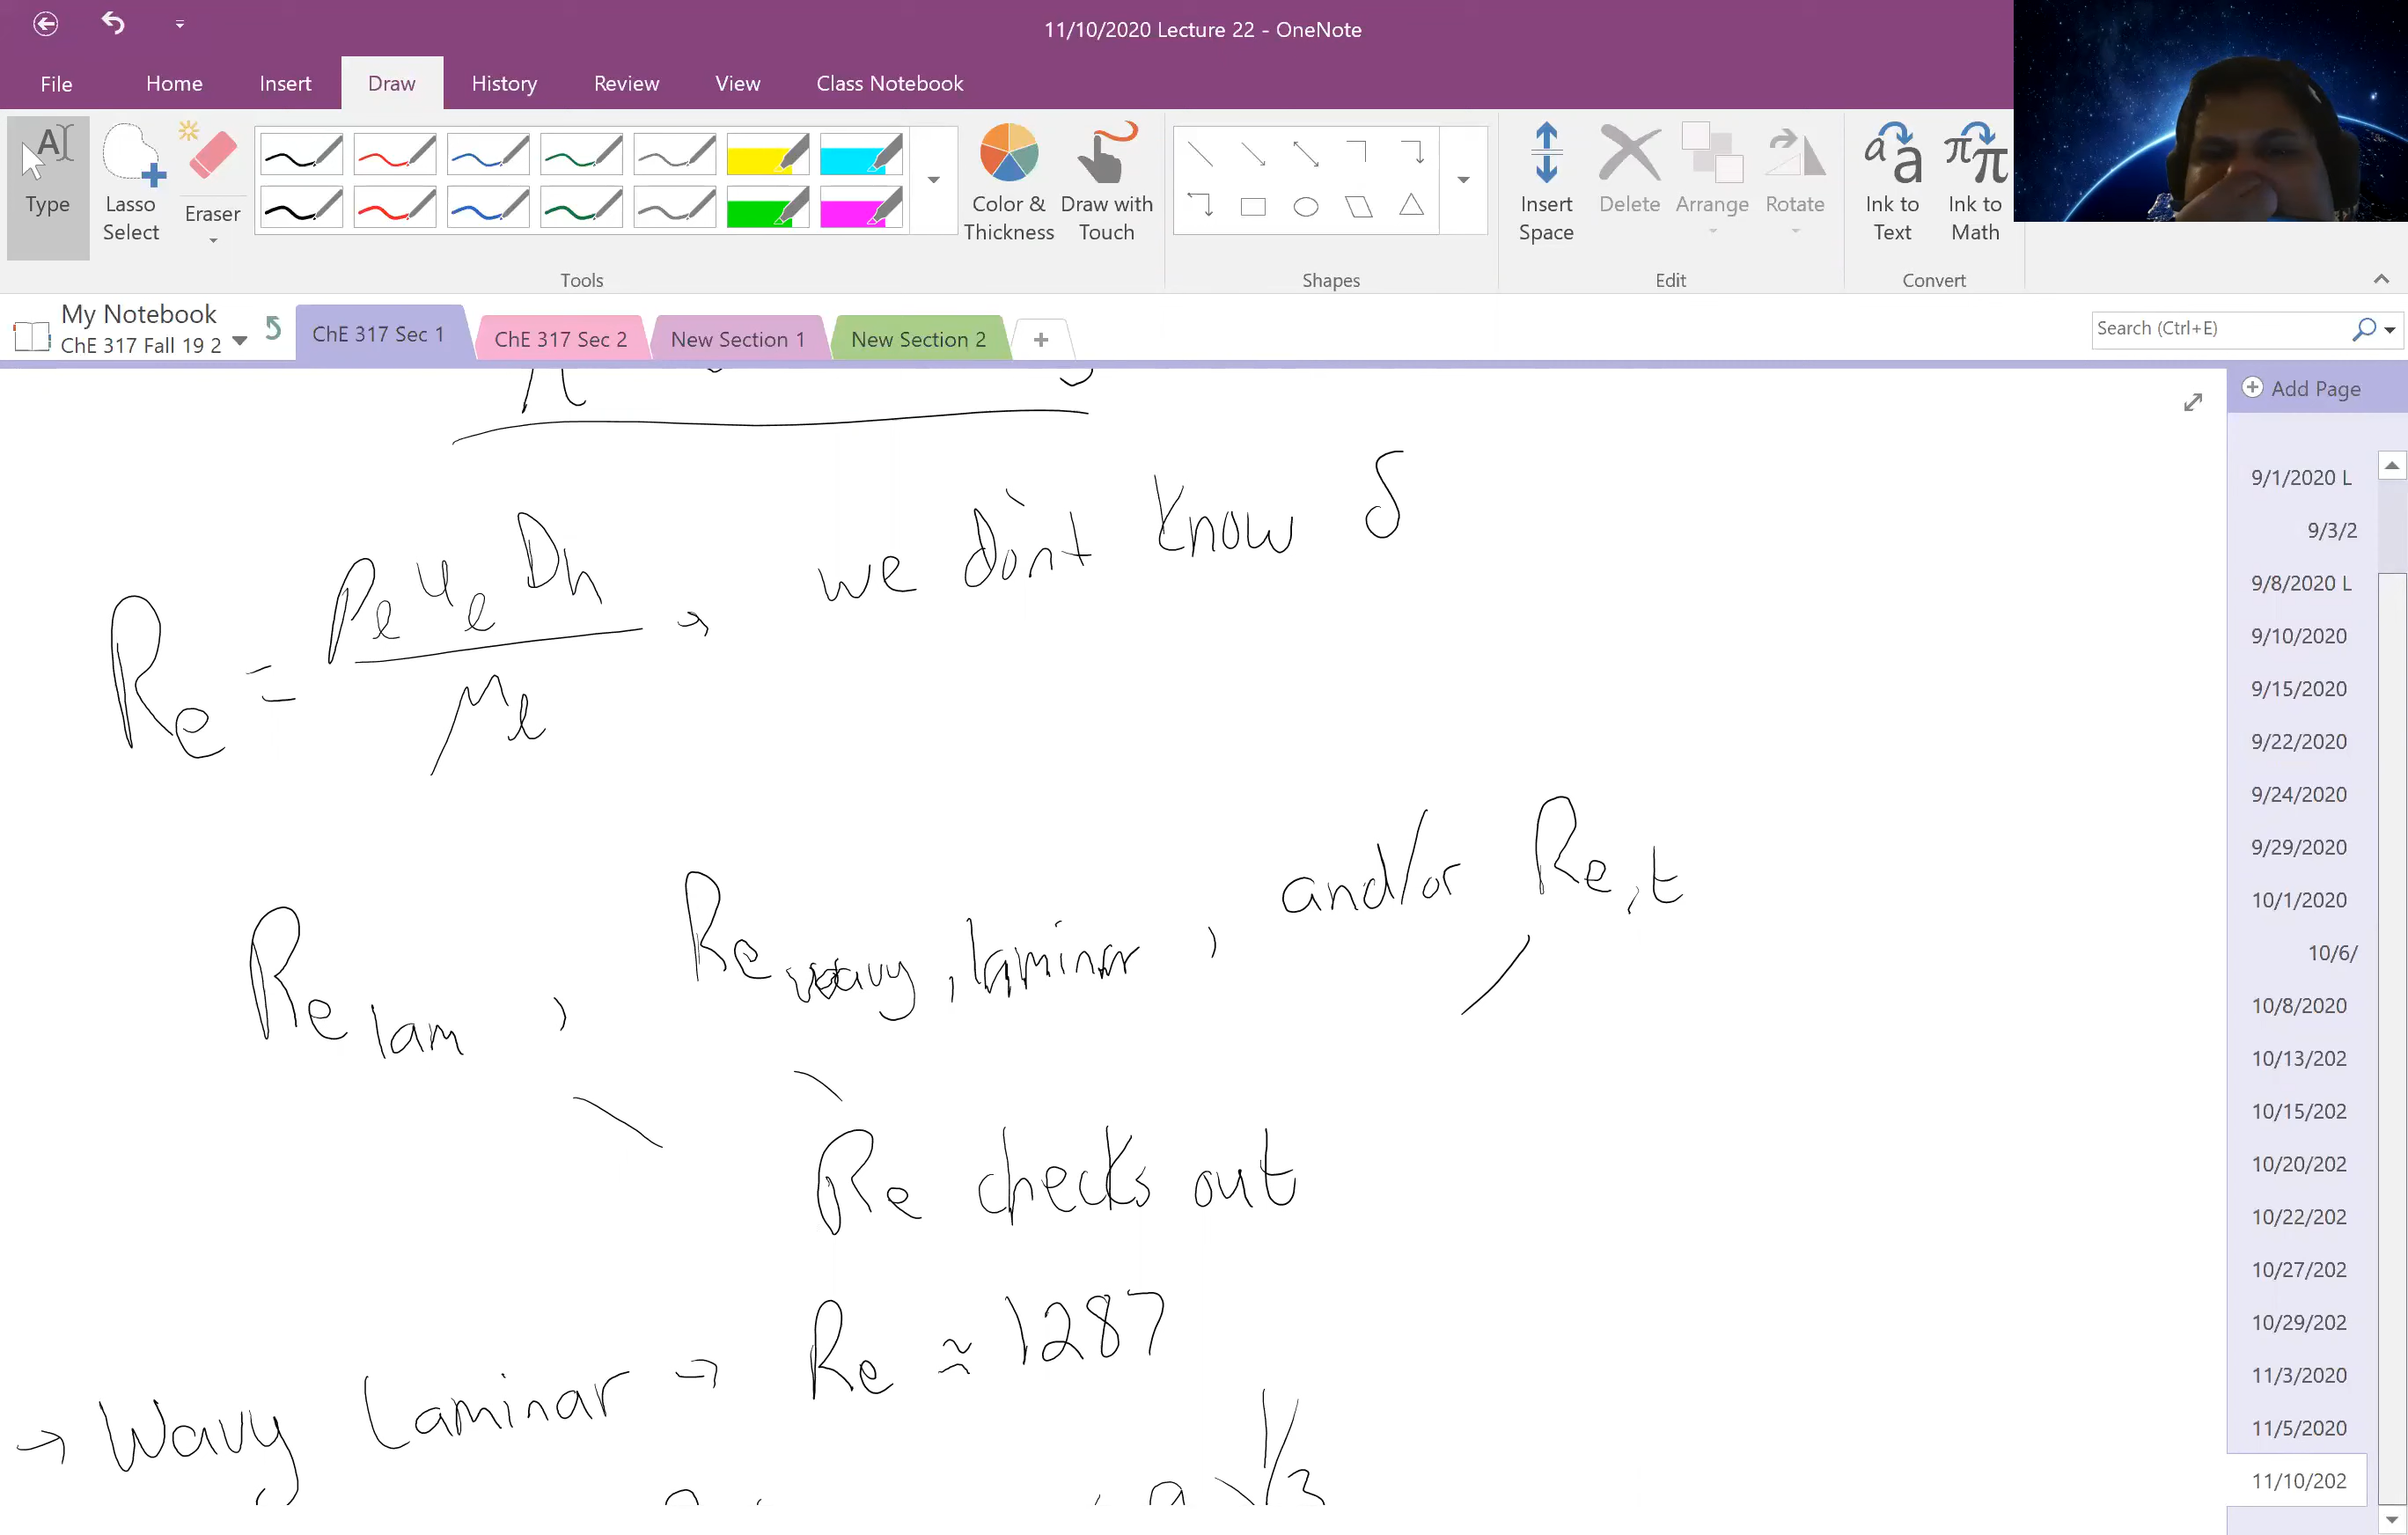 11/10/2020 Lecture 22 - OneNote
File Home Insert Draw History Review View Class Notebook
Type
Lasso Select
Eraser
Color & Thickness
Draw with Touch
Insert Space
Delete
Arrange
Rotate
Ink to Text
Ink to Math
Tools Shapes Edit Convert
My Notebook
ChE 317 Fall 19 2
ChE 317 Sec 1 ChE 317 Sec 2 New Section 1 New Section 2 +
Search (Ctrl+E)
Add Page
9/1/2020 L
9/3/2
9/8/2020 L
9/10/2020
9/15/2020
9/22/2020
9/24/2020
9/29/2020
10/1/2020
10/6/
10/8/2020
10/13/202
10/15/202
10/20/202
10/22/202
10/27/202
10/29/202
11/3/2020
11/5/2020
11/10/202
Re = ρℓ uℓ Dh / μℓ → we don't know δ
Re lam , Re wavy, laminar , and/or Re,t
Re checks out
→ Wavy Laminar → Re ≈ 1287
1/3